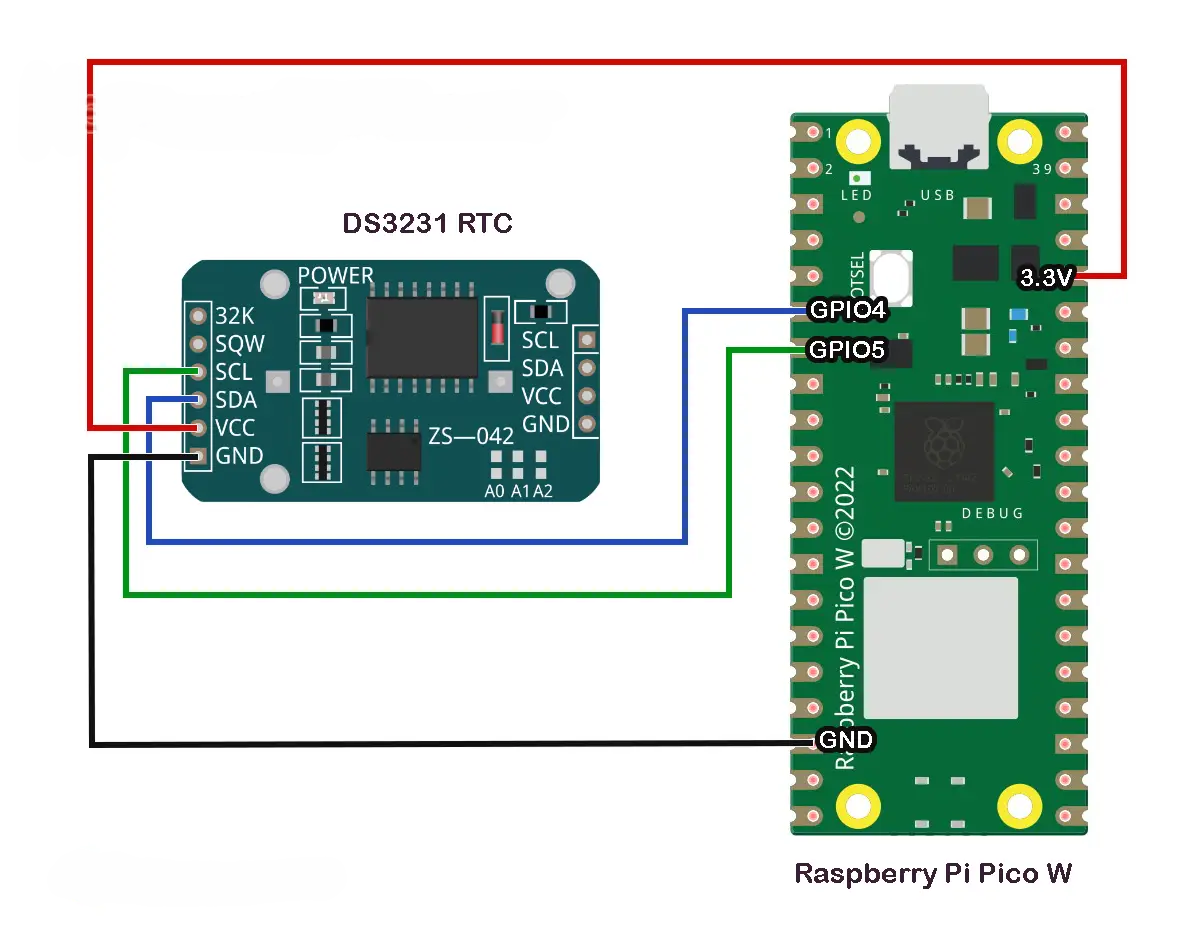 DS3231 RTC
POWER
32K
SQW
SCL
SDA
VCC
GND
SCL
SDA
VCC
GND
ZS—042
A0 A1 A2
1
2
39
LED
USB
OTSEL
3.3V
GPIO4
GPIO5
DEBUG
Raspberry Pi Pico W ©2022
GND
Raspberry Pi Pico W